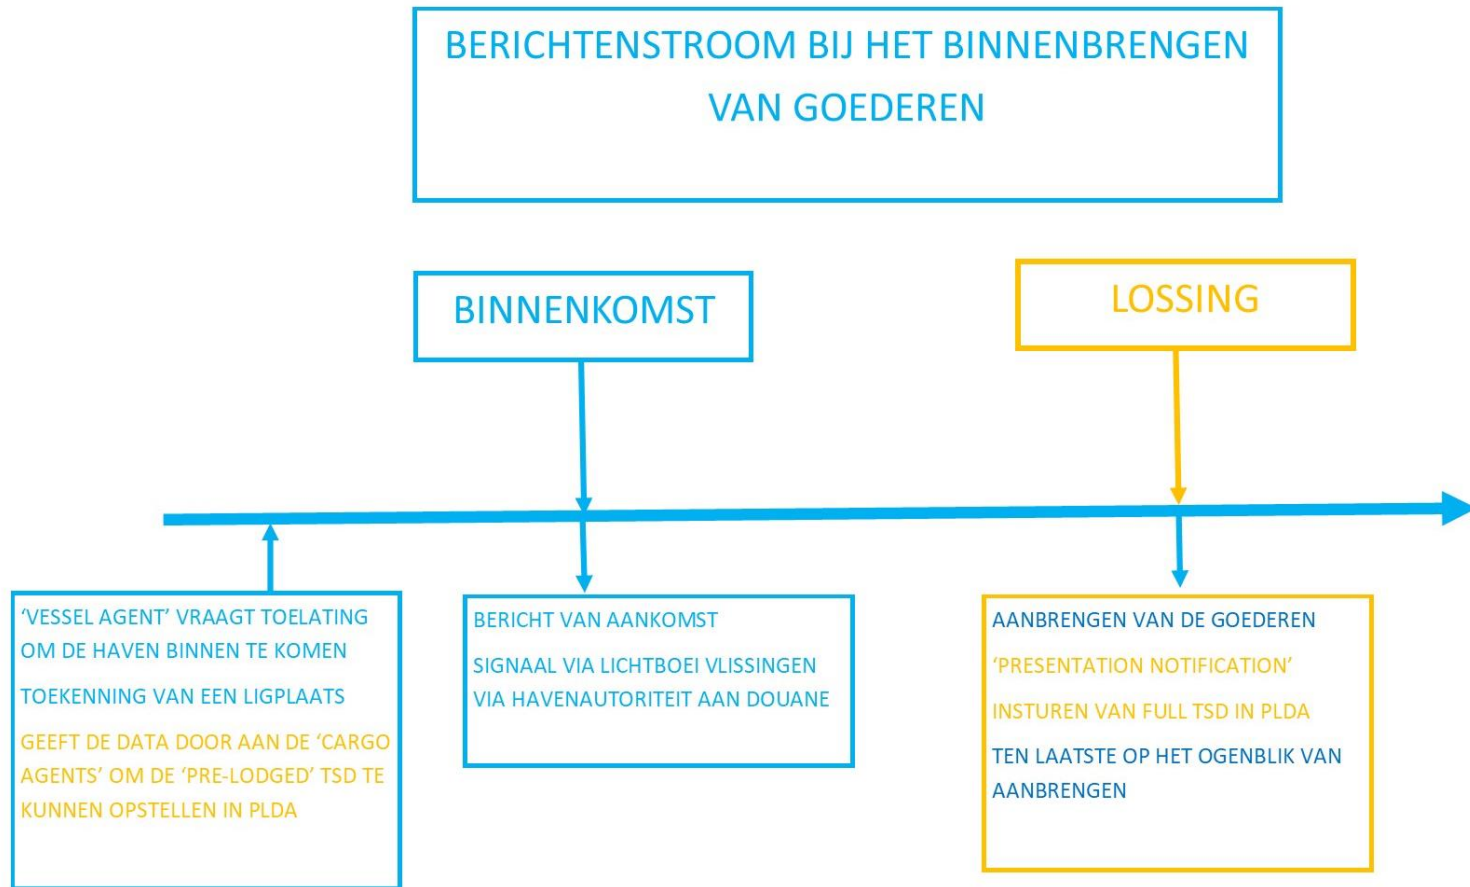 BERICHTENSTROOM BIJ HET BINNENBRENGEN
VAN GOEDEREN
BINNENKOMST
LOSSING
‘VESSEL AGENT’ VRAAGT TOELATING
OM DE HAVEN BINNEN TE KOMEN
TOEKENNING VAN EEN LIGPLAATS
GEEFT DE DATA DOOR AAN DE ‘CARGO
AGENTS’ OM DE ‘PRE-LODGED’ TSD TE
KUNNEN OPSTELLEN IN PLDA
BERICHT VAN AANKOMST
SIGNAAL VIA LICHTBOEI VLISSINGEN
VIA HAVENAUTORITEIT AAN DOUANE
AANBRENGEN VAN DE GOEDEREN
‘PRESENTATION NOTIFICATION’
INSTUREN VAN FULL TSD IN PLDA
TEN LAATSTE OP HET OGENBLIK VAN
AANBRENGEN